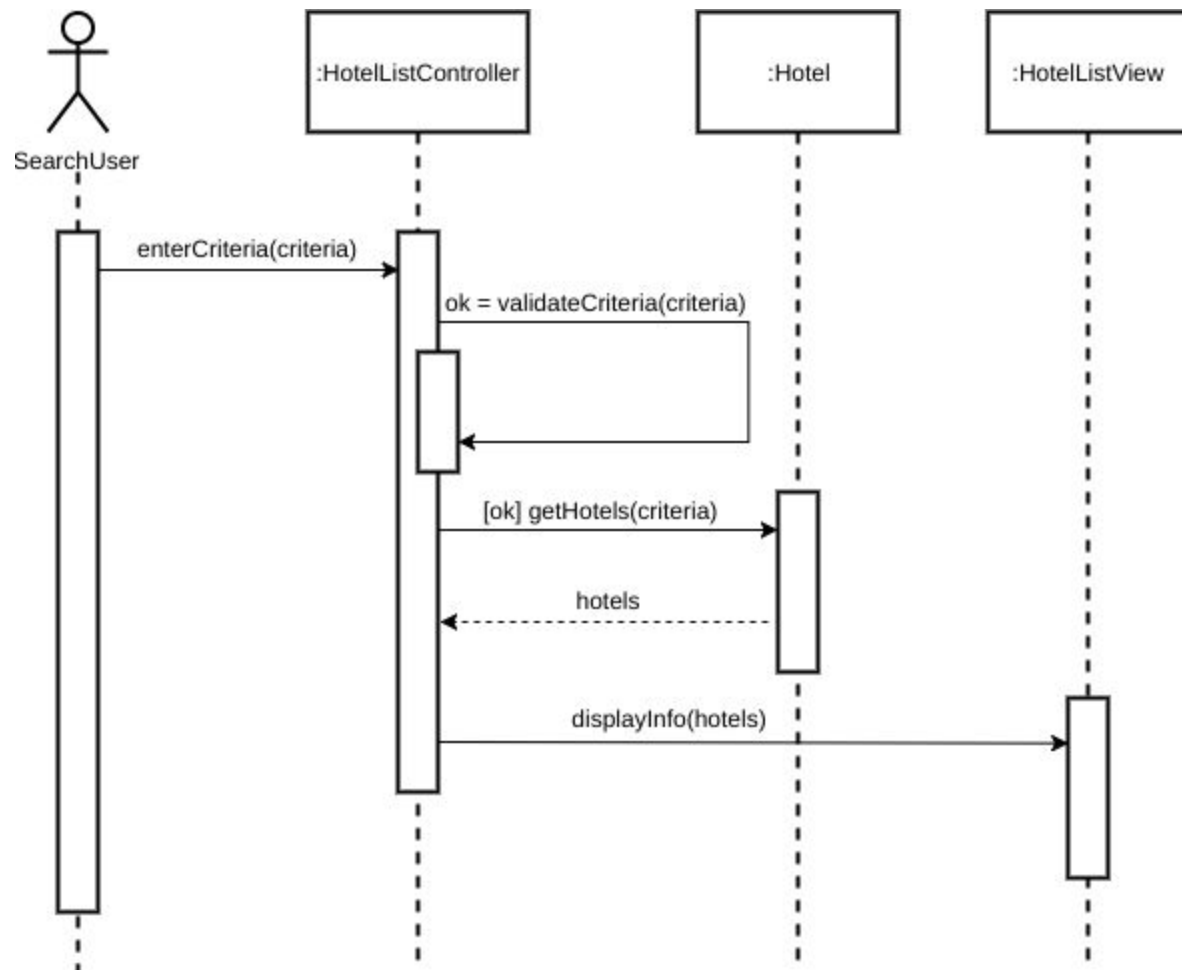 :HotelListController
:Hotel
:HotelListView
SearchUser
enterCriteria(criteria)
ok = validateCriteria(criteria)
[ok] getHotels(criteria)
hotels
displayInfo(hotels)